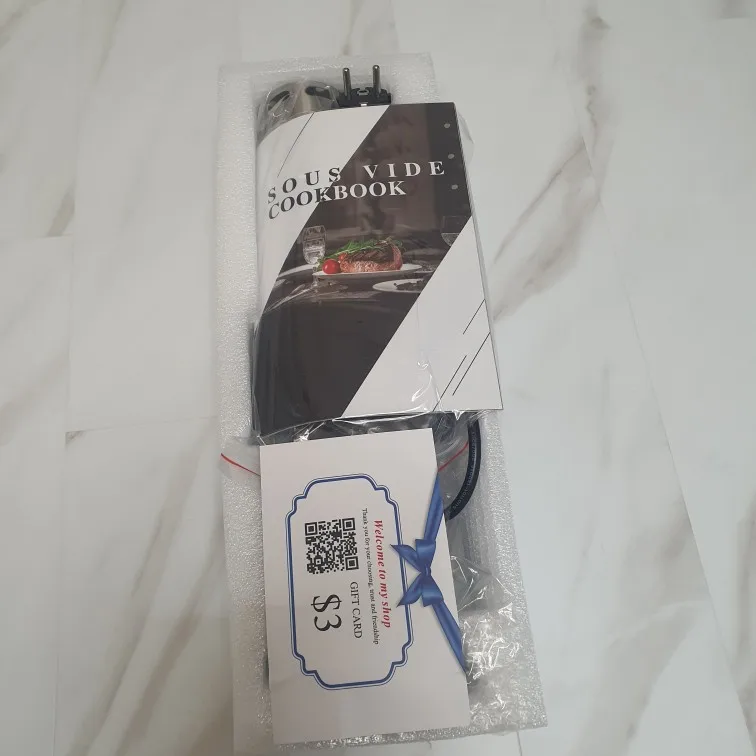 SOUS VIDE
COOKBOOK
Welcome to my shop
Thank you for your choosing, trust and friendship
GIFT CARD
$3